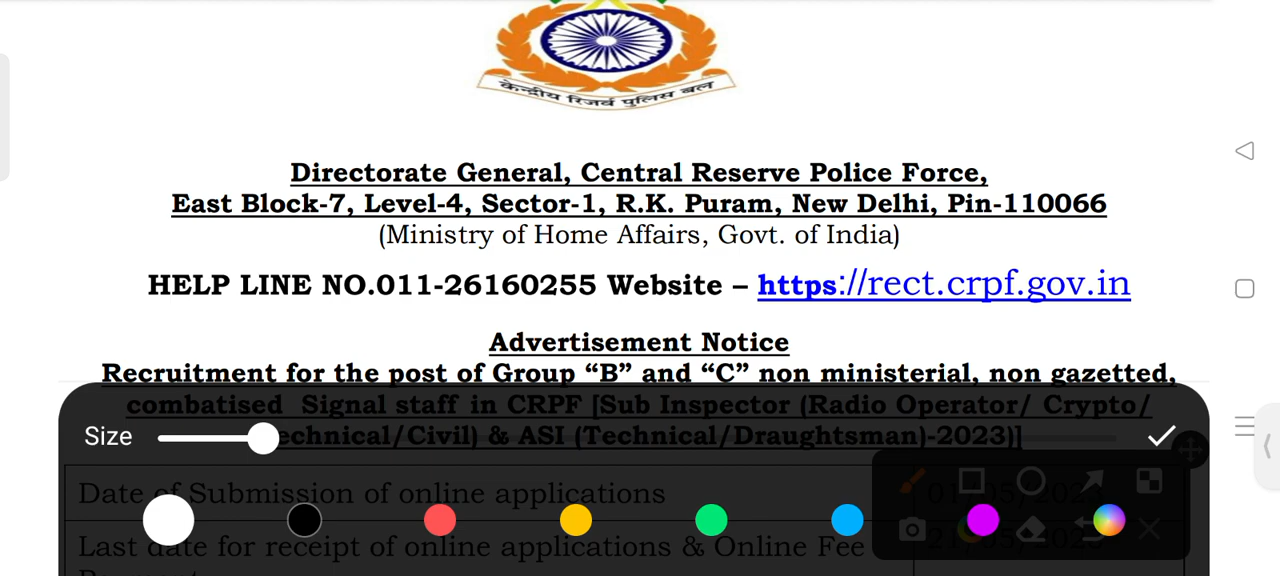 केन्द्रीय रिजर्व पुलिस बल
Directorate General, Central Reserve Police Force,
East Block-7, Level-4, Sector-1, R.K. Puram, New Delhi, Pin-110066
(Ministry of Home Affairs, Govt. of India)
HELP LINE NO.011-26160255 Website – https://rect.crpf.gov.in
Advertisement Notice
Recruitment for the post of Group “B” and “C” non ministerial, non gazetted,
combatised Signal staff in CRPF [Sub Inspector (Radio Operator/ Crypto/
echnical/Civil) & ASI (Technical/Draughtsman)-2023)]
Size
Date of Submission of online applications 01/05/2023
Last date for receipt of online applications & Online Fee